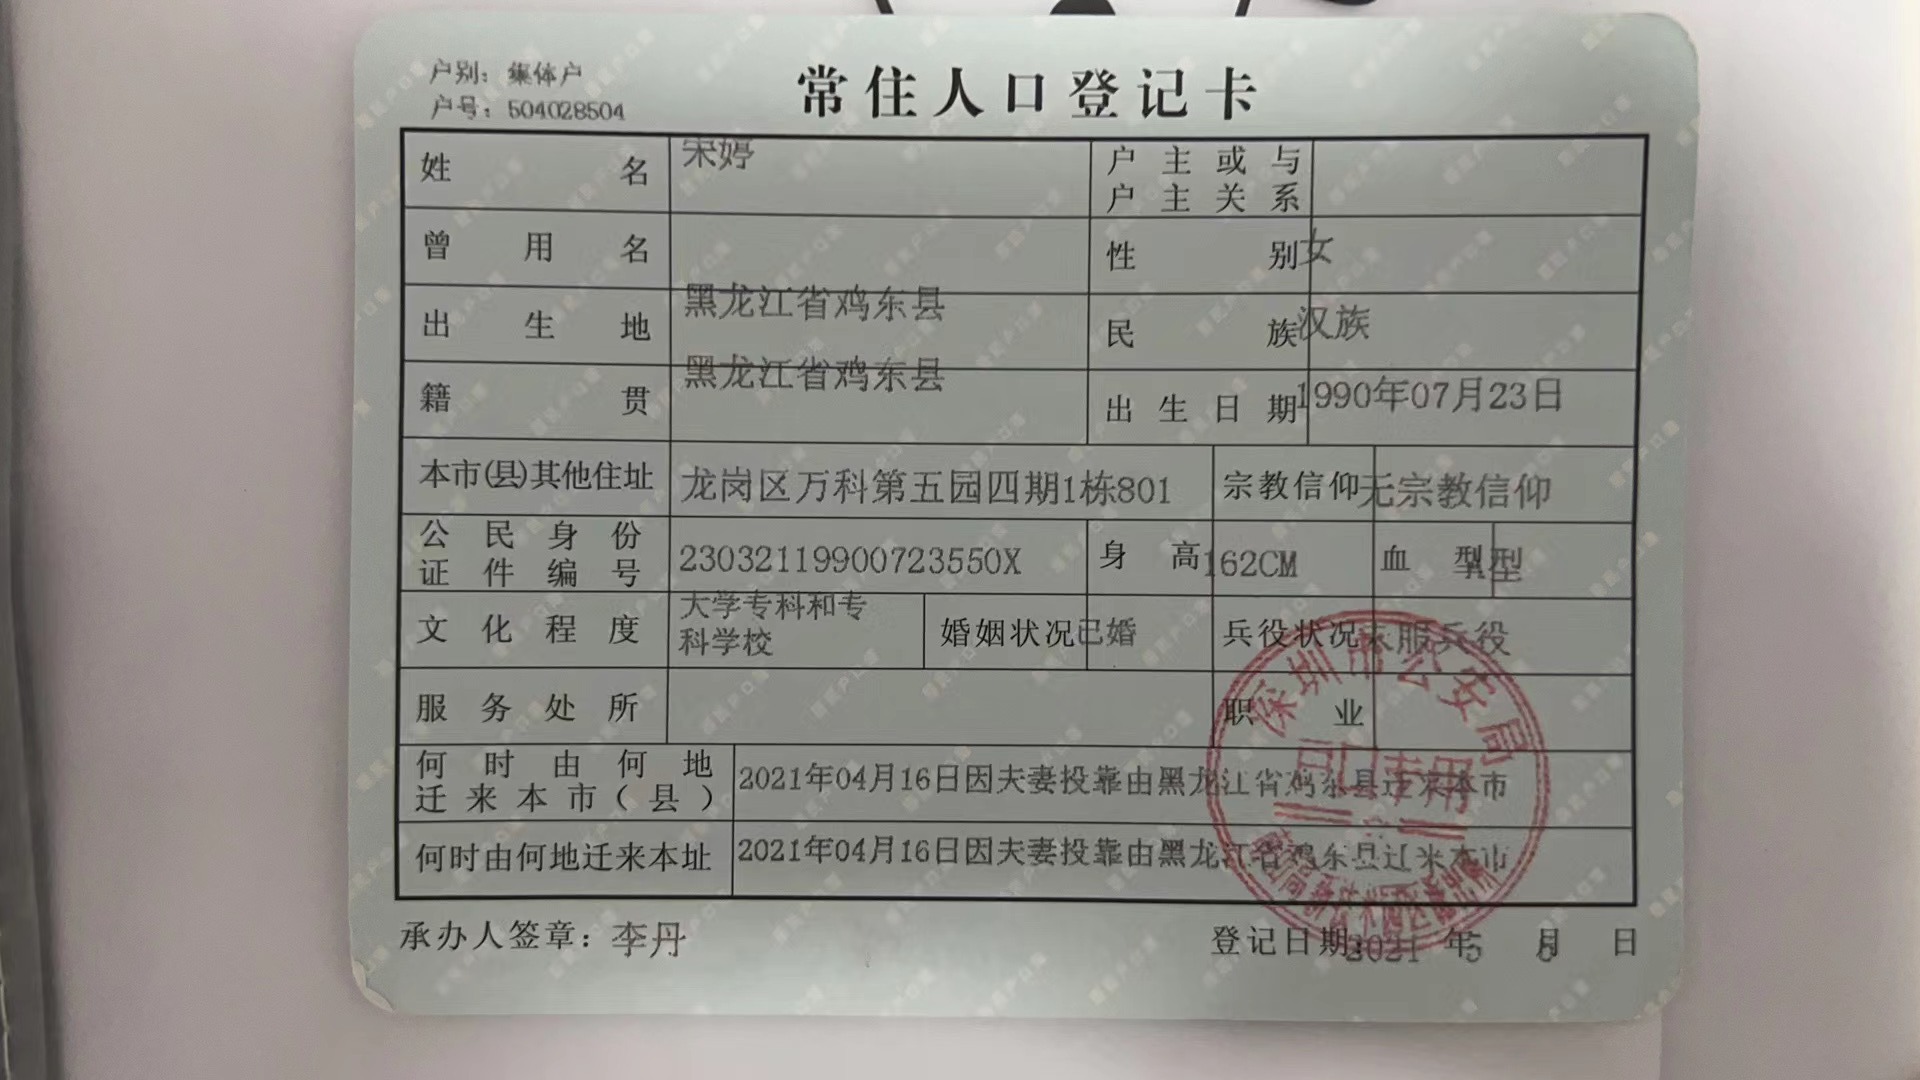 户别：集体户
户号：504028504
常住人口登记卡
姓名 宋婷 户主或与户主关系
曾用名 性别 女
出生地 黑龙江省鸡东县 民族 汉族
籍贯 黑龙江省鸡东县 出生日期 1990年07月23日
本市(县)其他住址 龙岗区万科第五园四期1栋801 宗教信仰 无宗教信仰
公民身份证件编号 23032119900723550X 身高 162CM 血型 A型
文化程度 大学专科和专科学校 婚姻状况 已婚 兵役状况 未服兵役
服务处所 职业
何时由何地迁来本市(县) 2021年04月16日因夫妻投靠由黑龙江省鸡东县迁来本市
何时由何地迁来本址 2021年04月16日因夫妻投靠由黑龙江省鸡东县迁来本市
承办人签章：李丹 登记日期：2021年5月8日
深圳市公安局
户口专用